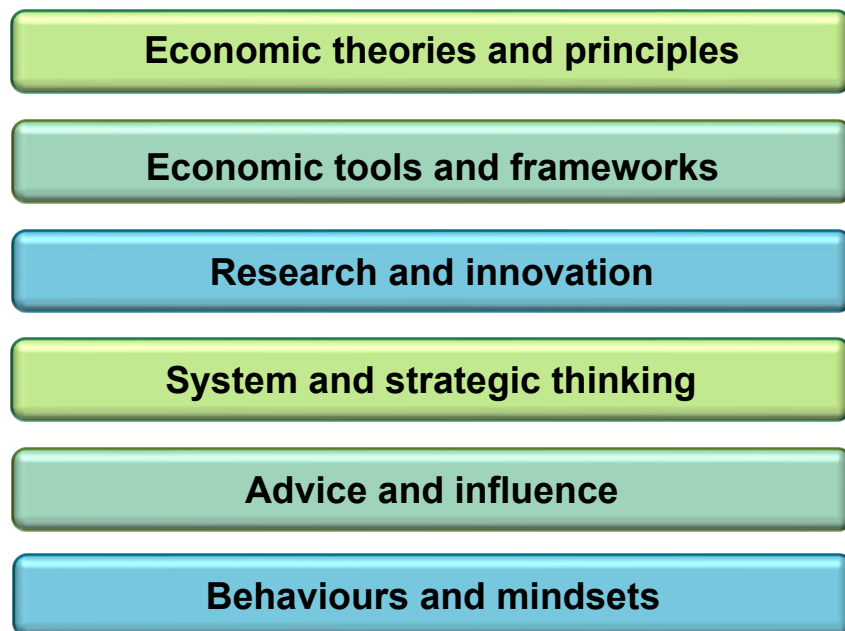 Economic theories and principles
Economic tools and frameworks
Research and innovation
System and strategic thinking
Advice and influence
Behaviours and mindsets